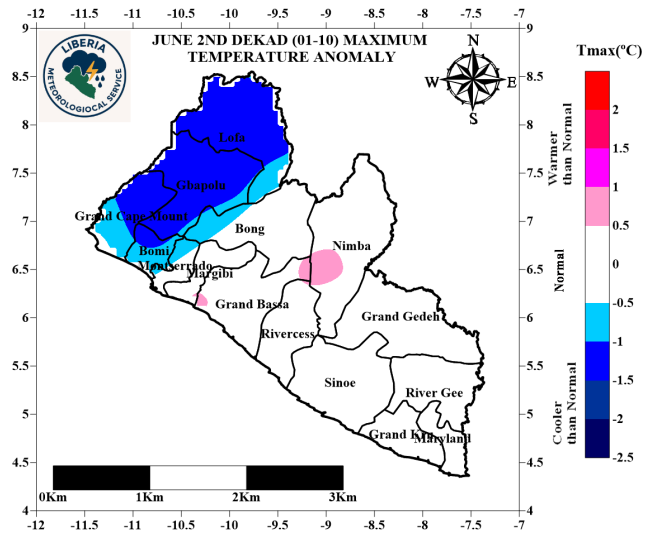 JUNE 2ND DEKAD (01-10) MAXIMUM
TEMPERATURE ANOMALY
LIBERIA
METEOROLOGIOCAL SERVICE
N
W E
S
Tmax(ºC)
9
8.5
8
7.5
7
6.5
6
5.5
5
4.5
4
Lofa
Gbapolu
Grand Cape Mount
Bong
Bomi
Nimba
Montserrado
Margibi
Grand Bassa
Grand Gedeh
Rivercess
Sinoe
River Gee
Grand Kru
Maryland
0Km 1Km 2Km 3Km
-12 -11.5 -11 -10.5 -10 -9.5 -9 -8.5 -8 -7.5 -7
Warmer
than Normal
Normal
Cooler
than Normal
2
1.5
1
0.5
0
-0.5
-1
-1.5
-2
-2.5